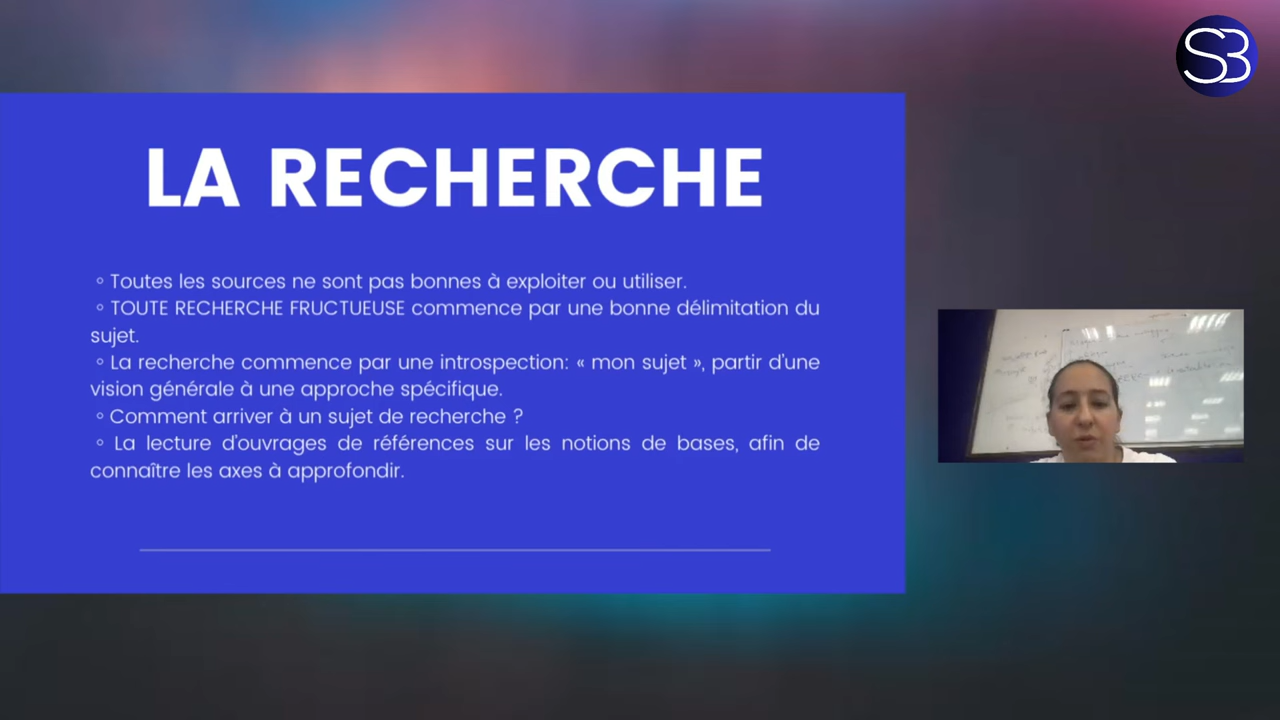 SB
LA RECHERCHE
◦ Toutes les sources ne sont pas bonnes à exploiter ou utiliser.
◦ TOUTE RECHERCHE FRUCTUEUSE commence par une bonne délimitation du
sujet.
◦ La recherche commence par une introspection: « mon sujet », partir d'une
vision générale à une approche spécifique.
◦ Comment arriver à un sujet de recherche ?
◦ La lecture d'ouvrages de références sur les notions de bases, afin de
connaître les axes à approfondir.